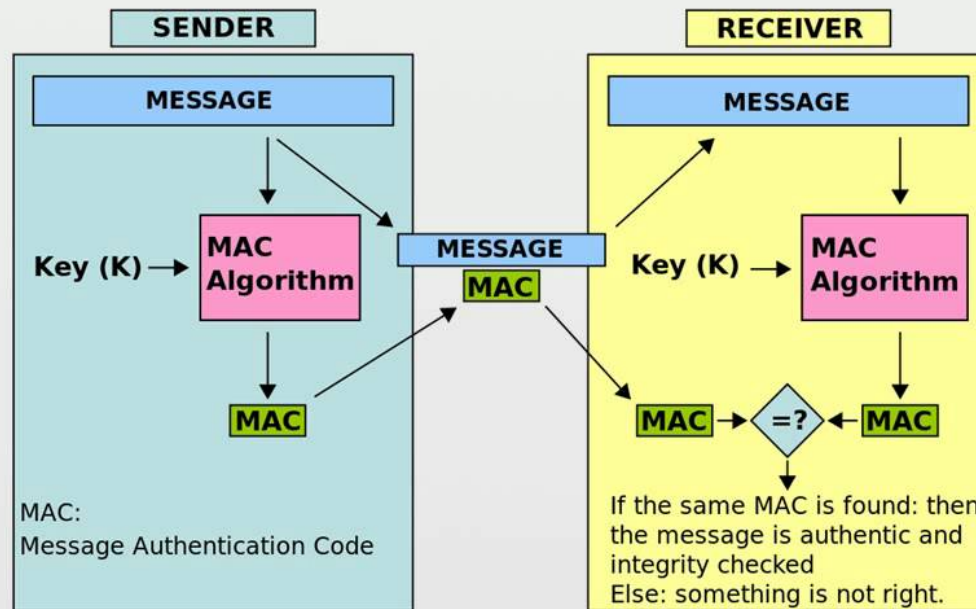 SENDER
MESSAGE
Key (K)
MAC
Algorithm
MAC
MAC:
Message Authentication Code
MESSAGE
MAC
RECEIVER
MESSAGE
Key (K)
MAC
Algorithm
MAC
=?
MAC
If the same MAC is found: then
the message is authentic and
integrity checked
Else: something is not right.